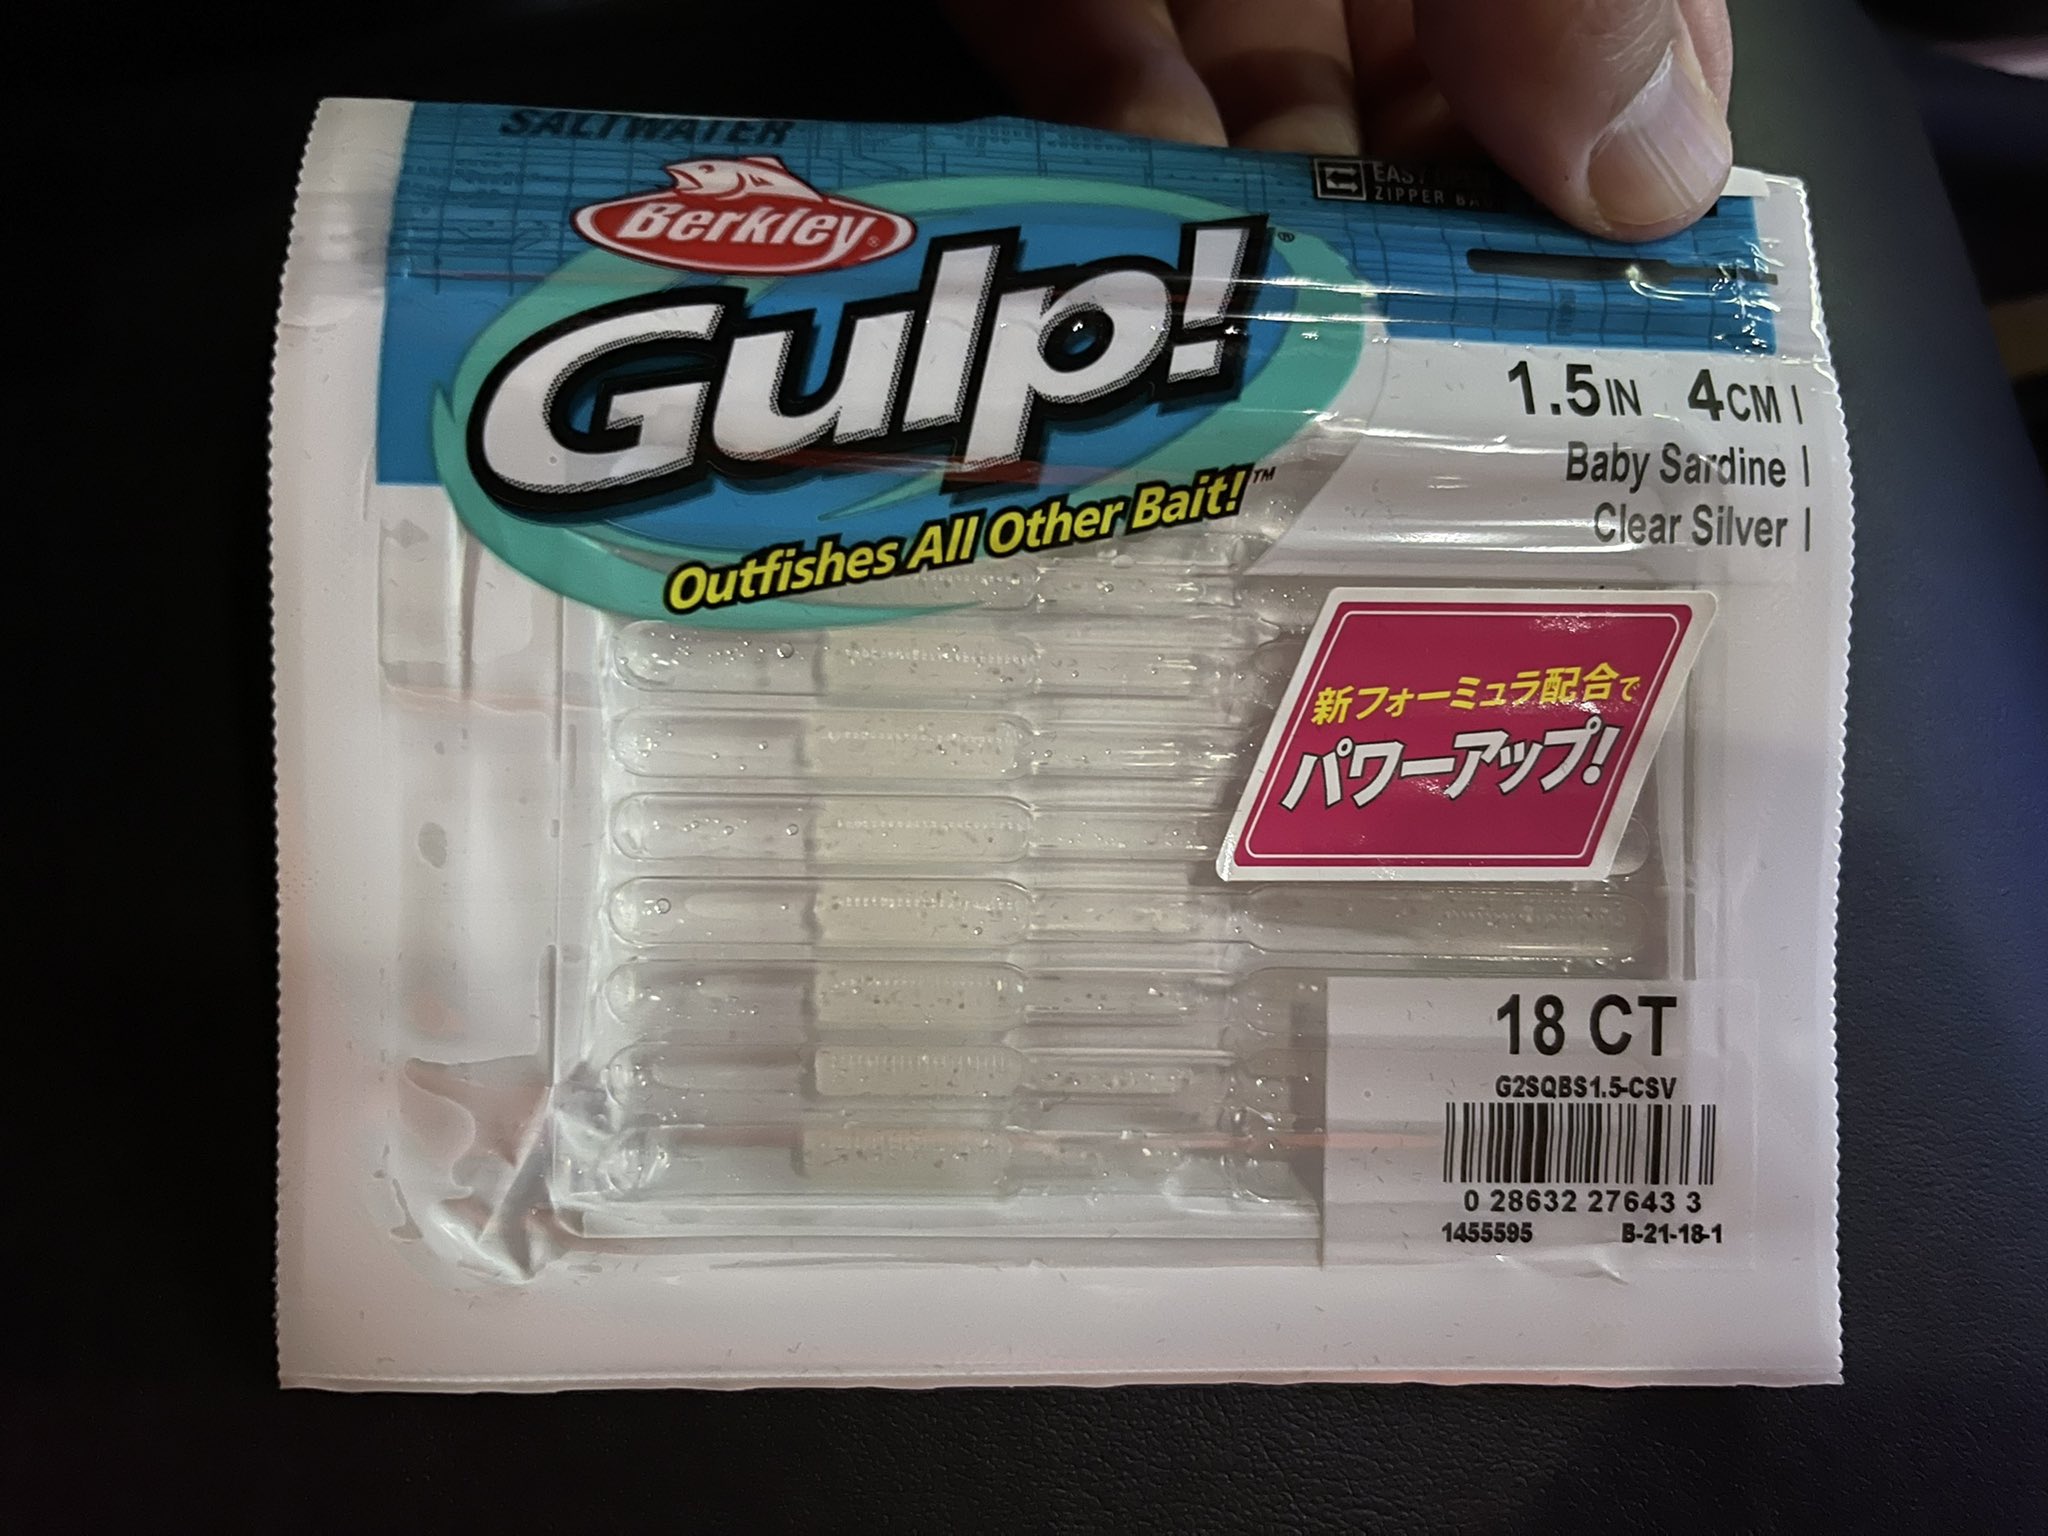 SALTWATER
Berkley®
Gulp!®
Outfishes All Other Bait!™
EASY
ZIPPER BAG
1.5IN 4CM
Baby Sardine
Clear Silver
新フォーミュラ配合で
パワーアップ!
18 CT
G2SQBS1.5-CSV
0 28632 27643 3
1455595 B-21-18-1